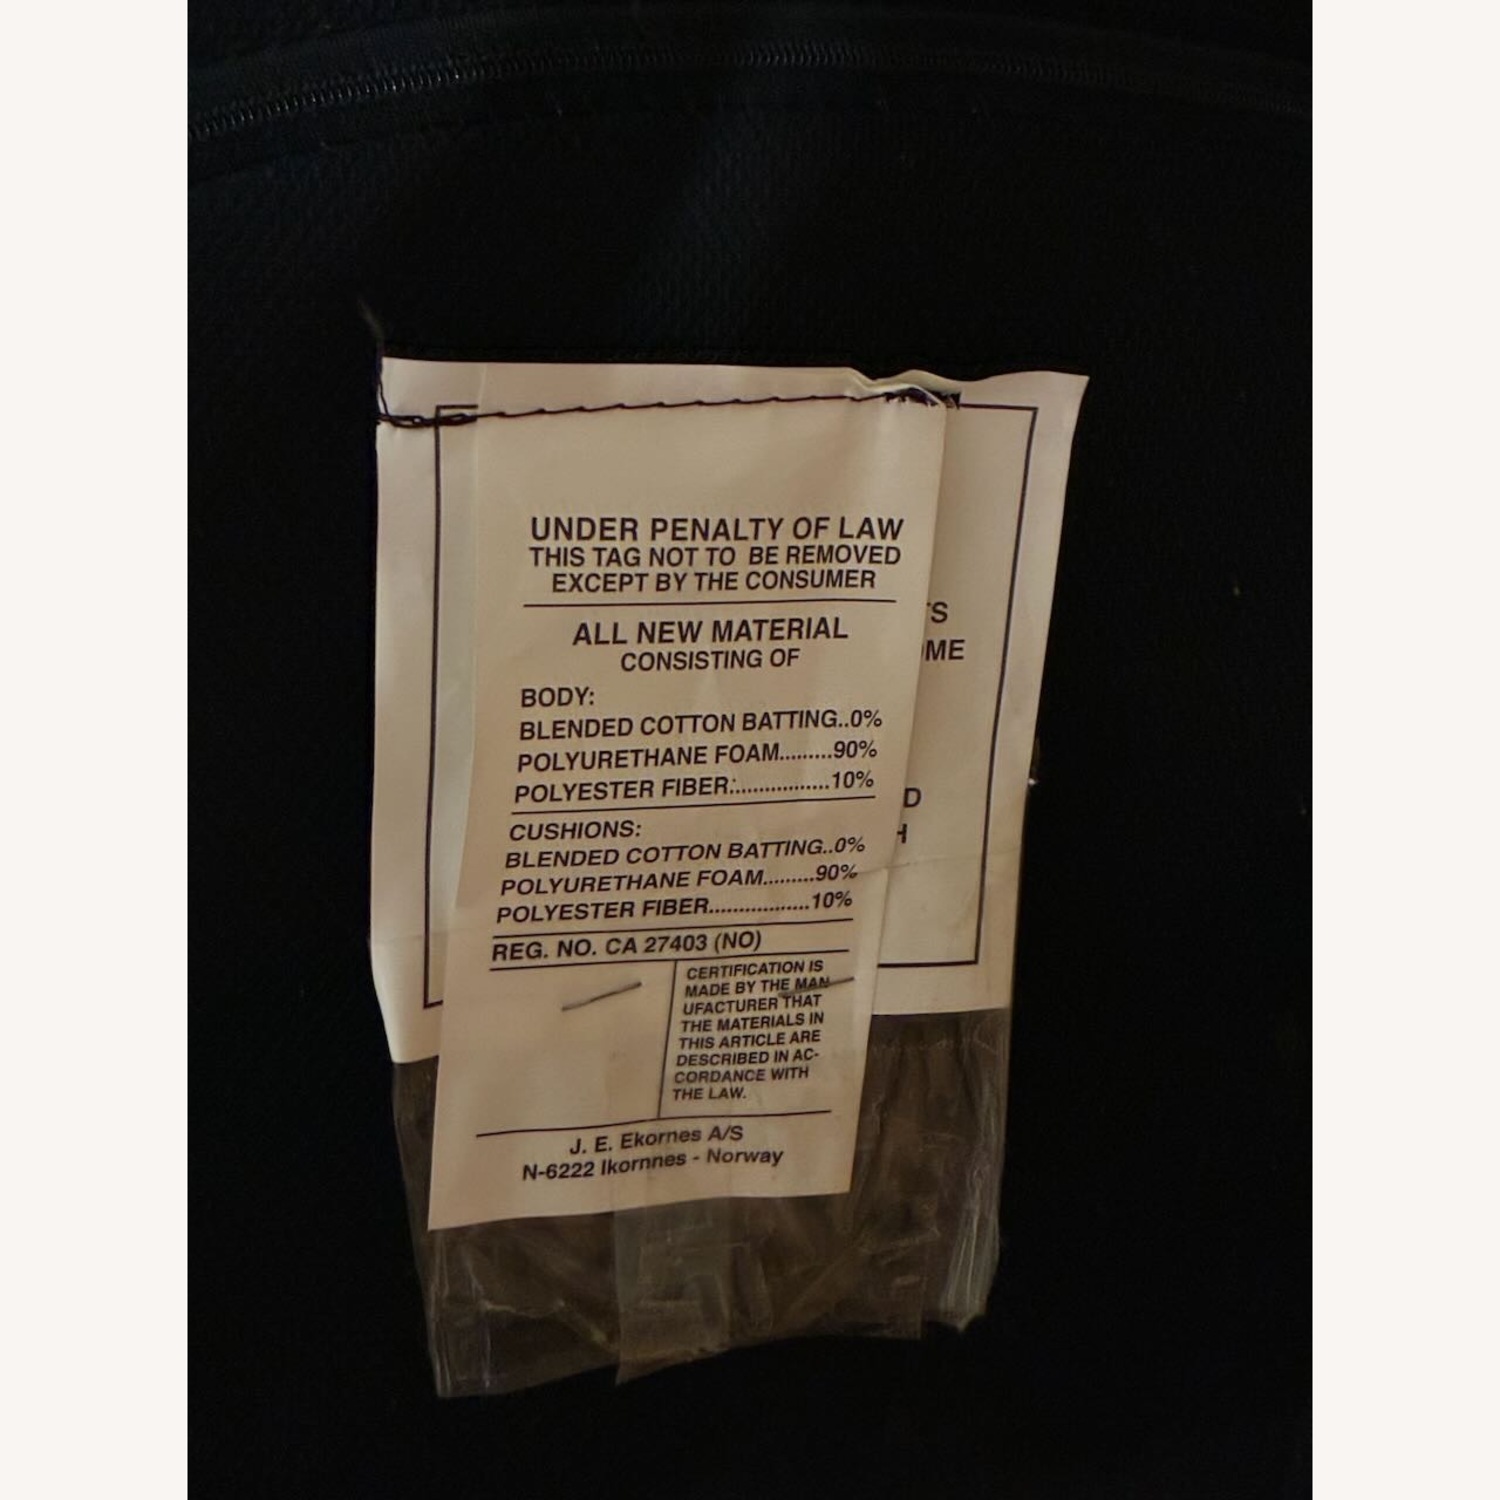 UNDER PENALTY OF LAW
THIS TAG NOT TO BE REMOVED
EXCEPT BY THE CONSUMER
ALL NEW MATERIAL
CONSISTING OF
BODY:
BLENDED COTTON BATTING..0%
POLYURETHANE FOAM.........90%
POLYESTER FIBER:................10%
CUSHIONS:
BLENDED COTTON BATTING..0%
POLYURETHANE FOAM.........90%
POLYESTER FIBER.................10%
REG. NO. CA 27403 (NO)
CERTIFICATION IS
MADE BY THE MAN
UFACTURER THAT
THE MATERIALS IN
THIS ARTICLE ARE
DESCRIBED IN AC-
CORDANCE WITH
THE LAW.
J. E. Ekornes A/S
N-6222 Ikornnes - Norway